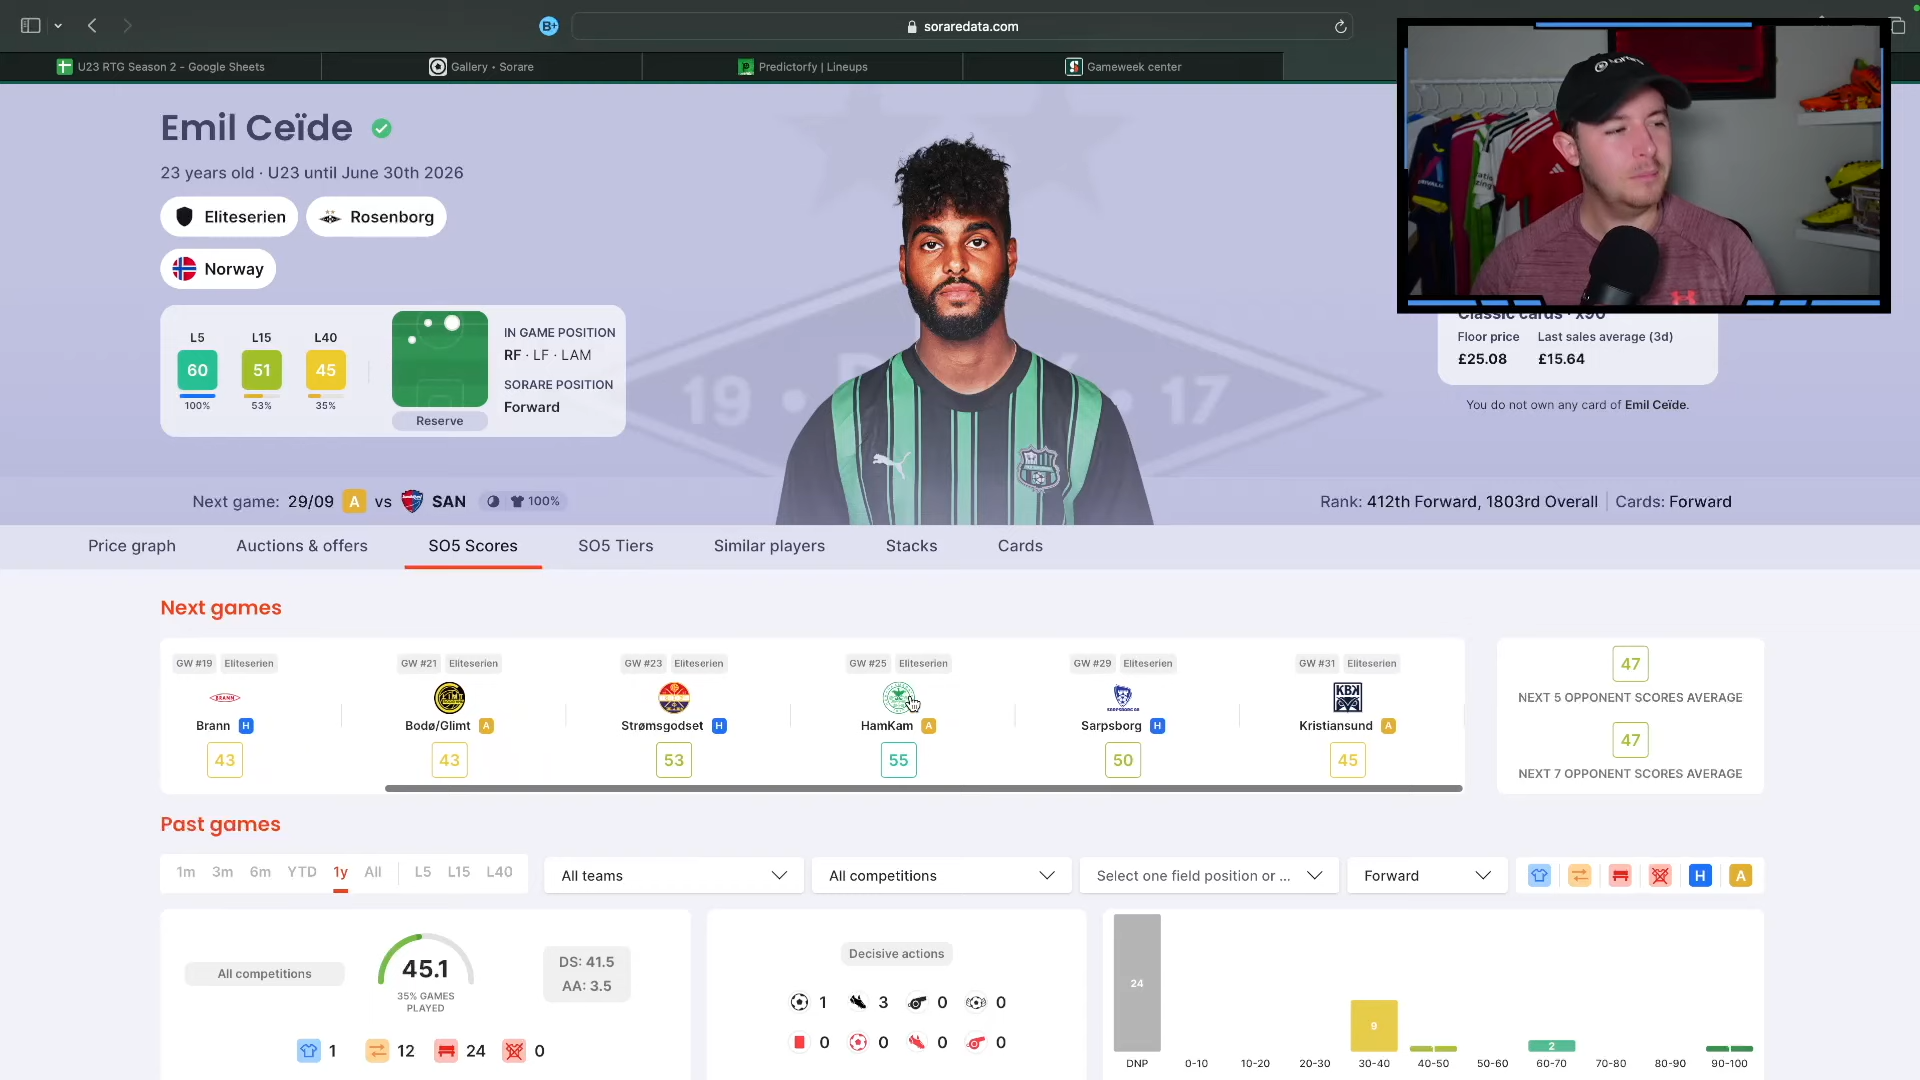 soraredata.com
U23 RTG Season 2 - Google Sheets
Gallery • Sorare
Predictorfy | Lineups
Gameweek center
Emil Ceïde
23 years old · U23 until June 30th 2026
Eliteserien
Rosenborg
Norway
L5 L15 L40
60 51 45
100% 53% 35%
Reserve
IN GAME POSITION
RF · LF · LAM
SORARE POSITION
Forward
19 • • 17
Classic cards · x90
Floor price Last sales average (3d)
£25.08 £15.64
You do not own any card of Emil Ceïde.
Next game: 29/09 A vs SAN 100%
Rank: 412th Forward, 1803rd Overall Cards: Forward
Price graph Auctions & offers SO5 Scores SO5 Tiers Similar players Stacks Cards
Next games
GW #19 Eliteserien GW #21 Eliteserien GW #23 Eliteserien GW #25 Eliteserien GW #29 Eliteserien GW #31 Eliteserien
BRANN KBK
Brann H Bodø/Glimt A Strømsgodset H HamKam A Sarpsborg H Kristiansund A
43 43 53 55 50 45
47
NEXT 5 OPPONENT SCORES AVERAGE
47
NEXT 7 OPPONENT SCORES AVERAGE
Past games
1m 3m 6m YTD 1y All L5 L15 L40
All teams
All competitions
Select one field position or ...
Forward
H A
All competitions
45.1
35% GAMES
PLAYED
DS: 41.5
AA: 3.5
1 12 24 0
Decisive actions
1 3 0 0
0 0 0 0
24 9 2
DNP 0-10 10-20 20-30 30-40 40-50 50-60 60-70 70-80 80-90 90-100